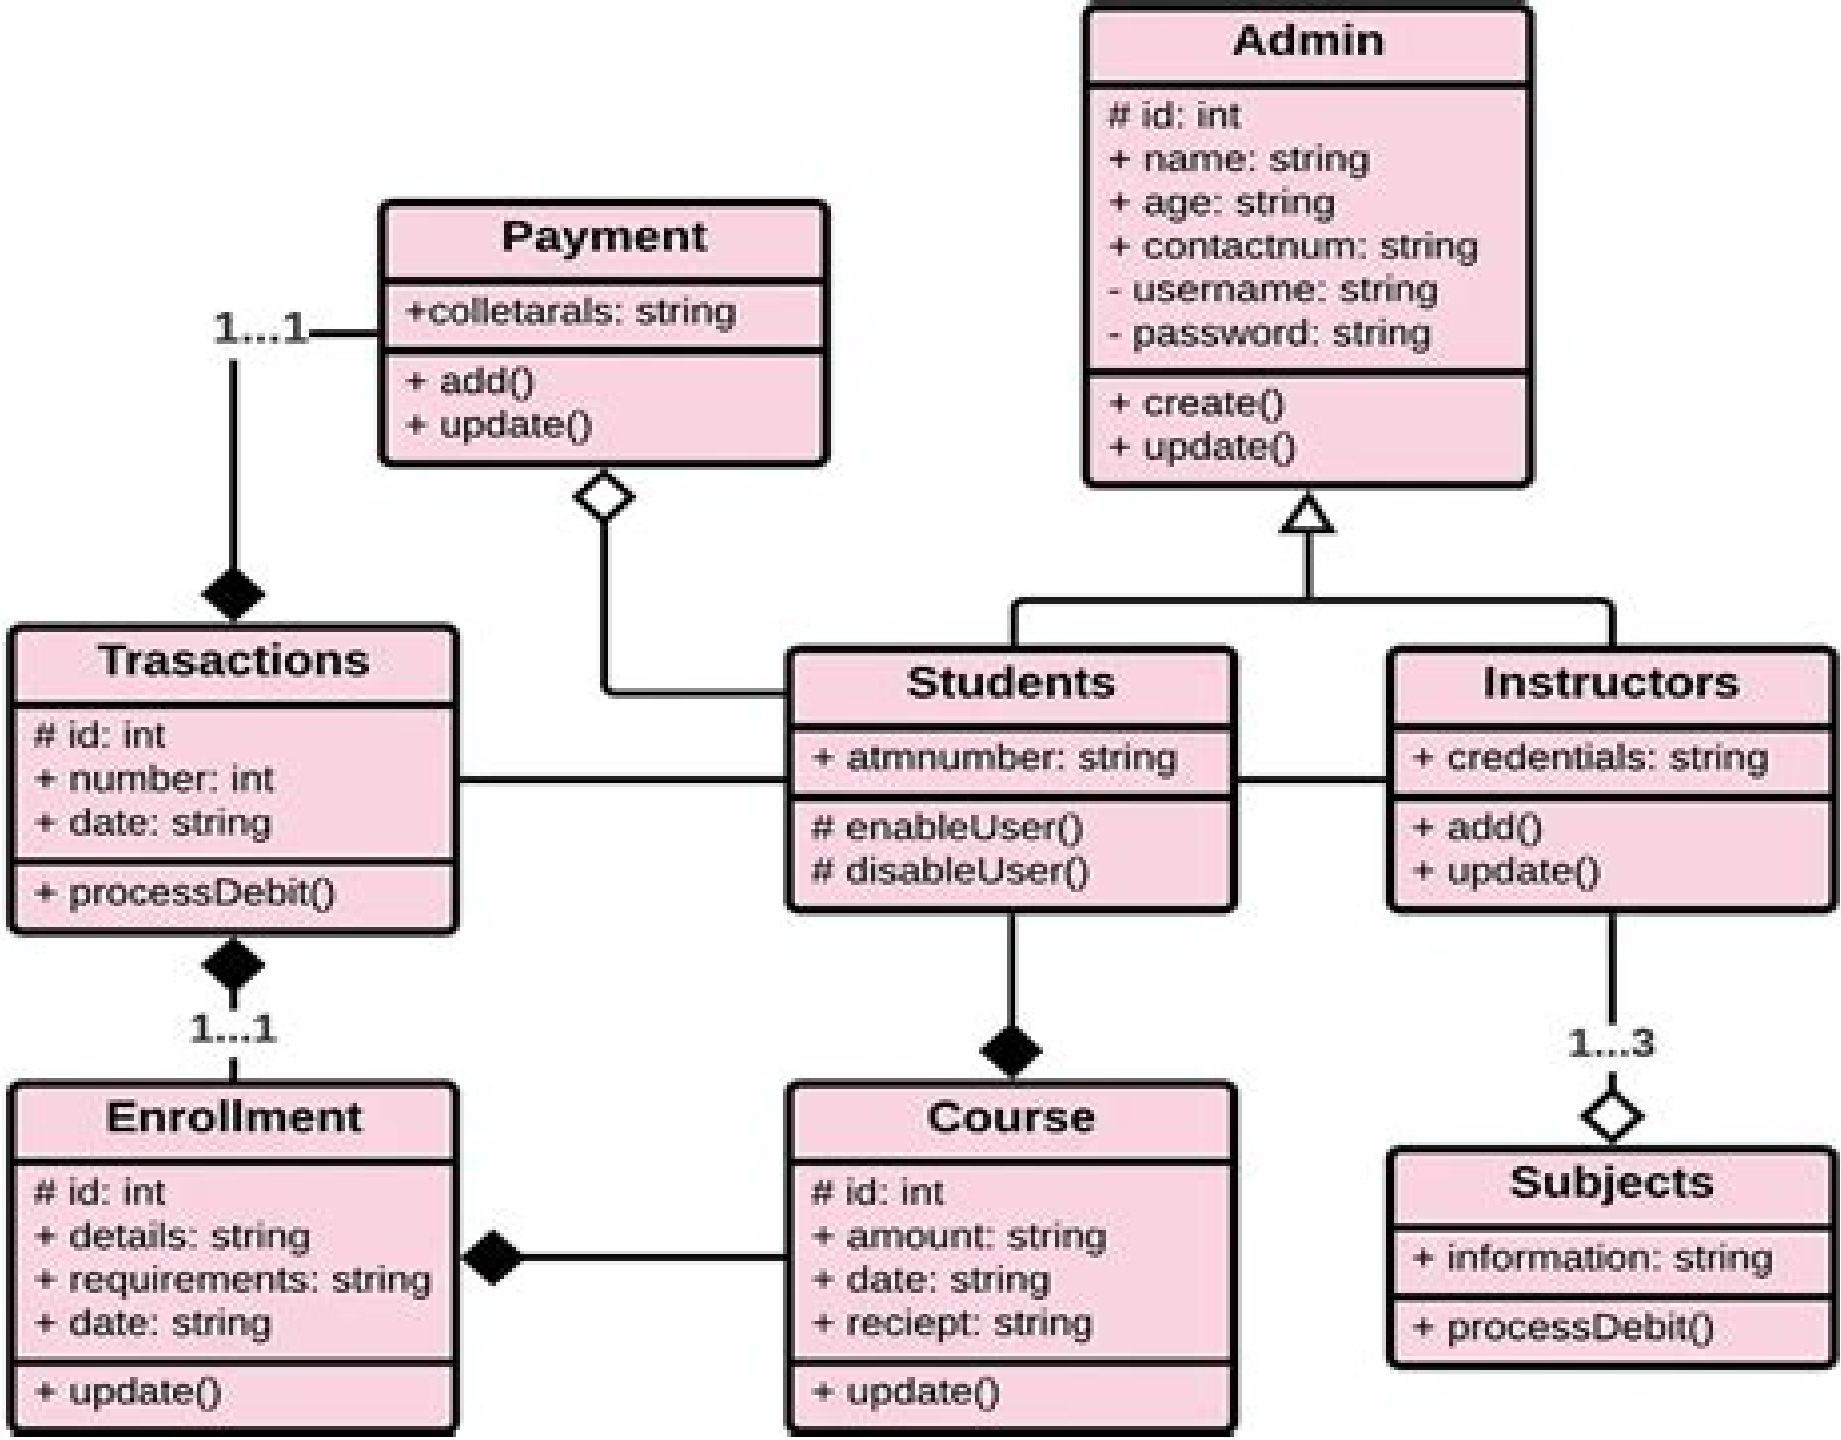 Admin
# id: int
+ name: string
+ age: string
+ contactnum: string
- username: string
- password: string
+ create()
+ update()
Payment
+colletarals: string
+ add()
+ update()
1...1
Trasactions
# id: int
+ number: int
+ date: string
+ processDebit()
Students
+ atmnumber: string
# enableUser()
# disableUser()
Instructors
+ credentials: string
+ add()
+ update()
1...1
1...3
Enrollment
# id: int
+ details: string
+ requirements: string
+ date: string
+ update()
Course
# id: int
+ amount: string
+ date: string
+ reciept: string
+ update()
Subjects
+ information: string
+ processDebit()